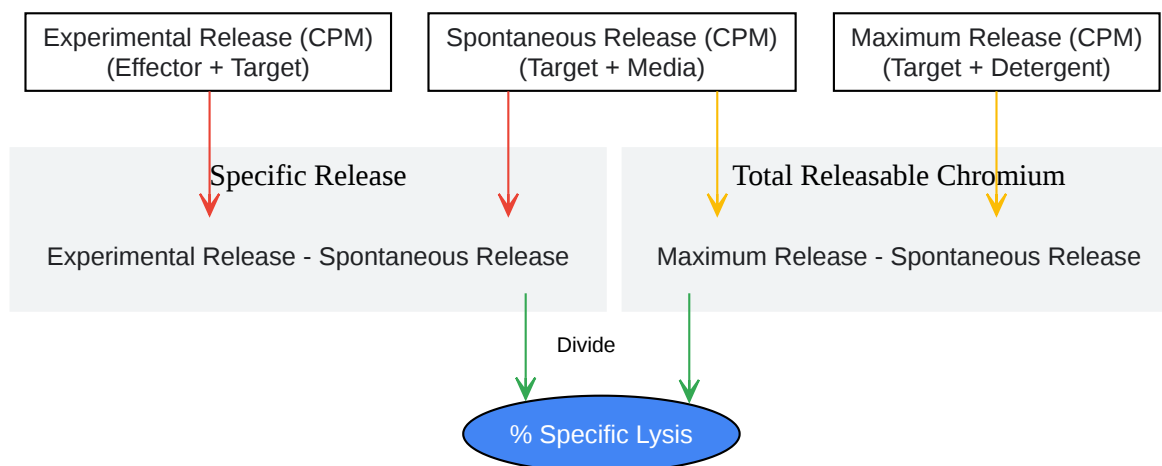 Experimental Release (CPM)
(Effector + Target)
Spontaneous Release (CPM)
(Target + Media)
Maximum Release (CPM)
(Target + Detergent)
Specific Release
Total Releasable Chromium
Experimental Release - Spontaneous Release
Maximum Release - Spontaneous Release
Divide
% Specific Lysis